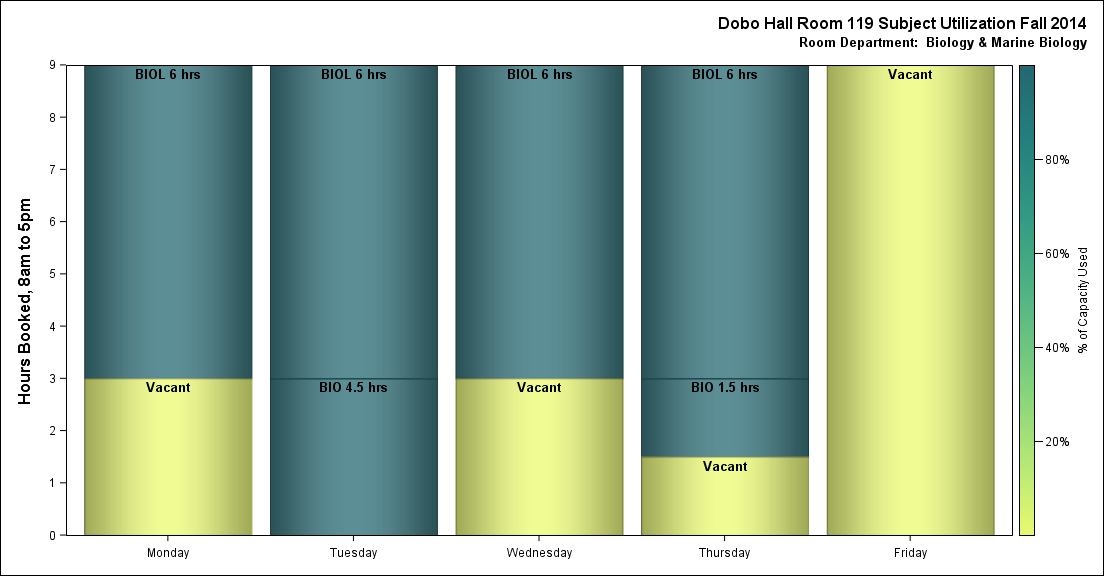 Dobo Hall Room 119 Subject Utilization Fall 2014
Room Department:  Biology & Marine Biology
Hours Booked, 8am to 5pm
9
8
7
6
5
4
3
2
1
0
BIOL 6 hrs
Vacant
BIOL 6 hrs
BIO 4.5 hrs
BIOL 6 hrs
Vacant
BIOL 6 hrs
BIO 1.5 hrs
Vacant
Vacant
Monday
Tuesday
Wednesday
Thursday
Friday
80%
60%
40%
20%
% of Capacity Used